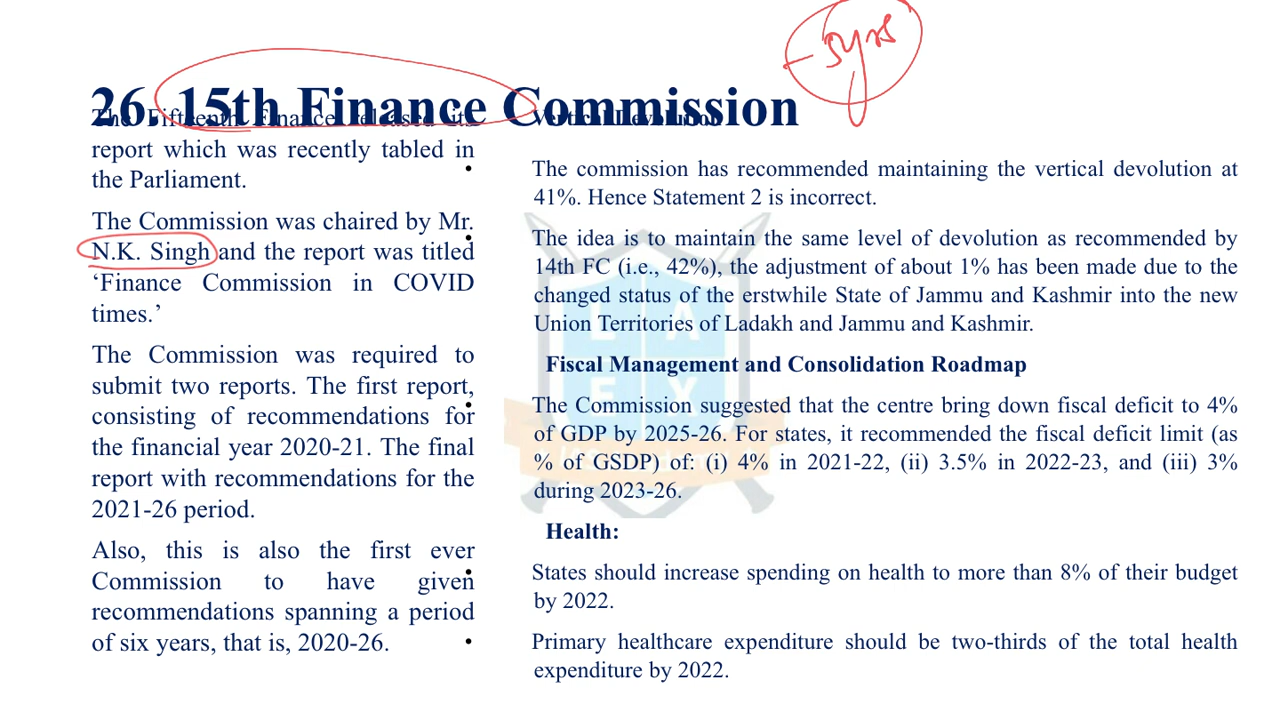 5yrs
26. 15th Finance Commission
The Fifteenth Finance released its
report which was recently tabled in
the Parliament.
The Commission was chaired by Mr.
N.K. Singh and the report was titled
‘Finance Commission in COVID
times.’
The Commission was required to
submit two reports. The first report,
consisting of recommendations for
the financial year 2020-21. The final
report with recommendations for the
2021-26 period.
Also, this is also the first ever
Commission to have given
recommendations spanning a period
of six years, that is, 2020-26.
Vertical Devolution
The commission has recommended maintaining the vertical devolution at
41%. Hence Statement 2 is incorrect.
The idea is to maintain the same level of devolution as recommended by
14th FC (i.e., 42%), the adjustment of about 1% has been made due to the
changed status of the erstwhile State of Jammu and Kashmir into the new
Union Territories of Ladakh and Jammu and Kashmir.
Fiscal Management and Consolidation Roadmap
The Commission suggested that the centre bring down fiscal deficit to 4%
of GDP by 2025-26. For states, it recommended the fiscal deficit limit (as
% of GSDP) of: (i) 4% in 2021-22, (ii) 3.5% in 2022-23, and (iii) 3%
during 2023-26.
Health:
States should increase spending on health to more than 8% of their budget
by 2022.
Primary healthcare expenditure should be two-thirds of the total health
expenditure by 2022.
L A
E X